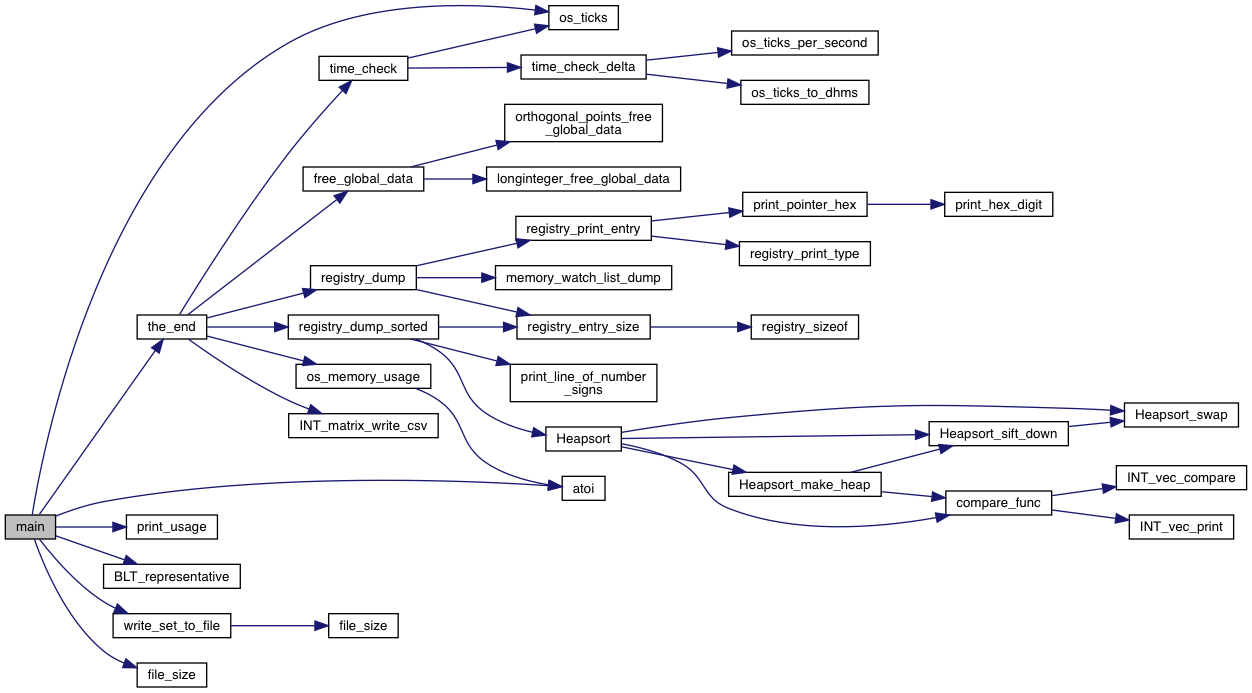 os_ticks
os_ticks_per_second
time_check
time_check_delta
os_ticks_to_dhms
orthogonal_points_free
_global_data
free_global_data
longinteger_free_global_data
print_pointer_hex
print_hex_digit
registry_print_entry
registry_print_type
registry_dump
memory_watch_list_dump
the_end
registry_dump_sorted
registry_entry_size
registry_sizeof
os_memory_usage
print_line_of_number
_signs
INT_matrix_write_csv
Heapsort
Heapsort_swap
Heapsort_sift_down
Heapsort_make_heap
INT_vec_compare
atoi
compare_func
main
print_usage
INT_vec_print
BLT_representative
write_set_to_file
file_size
file_size